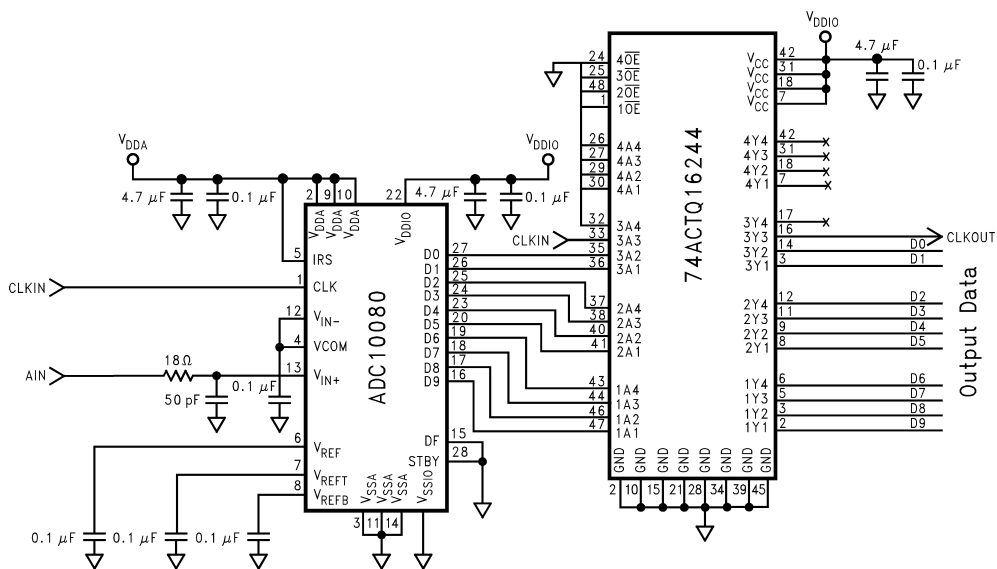 VDDIO
4.7 μF
0.1 μF
24 4OE
25 3OE
48 2OE
1 1OE
26 4A4
27 4A3
29 4A2
30 4A1
32 3A4
33 3A3
35 3A2
36 3A1
37 2A4
38 2A3
40 2A2
41 2A1
43 1A4
44 1A3
46 1A2
47 1A1
74ACTQ16244
VCC 42
VCC 31
VCC 18
VCC 7
4Y4 42 x
4Y3 31 x
4Y2 18 x
4Y1 7 x
3Y4 17 x
3Y3 16 CLKOUT
3Y2 14 D0
3Y1 3 D1
2Y4 12 D2
2Y3 11 D3
2Y2 9 D4
2Y1 8 D5
1Y4 6 D6
1Y3 5 D7
1Y2 3 D8
1Y1 2 D9
Output Data
GND GND GND GND GND GND GND GND
2 10 15 21 28 34 39 45
CLKIN
VDDA
4.7 μF
0.1 μF
VDDIO
4.7 μF
0.1 μF
2 9 10 22
VDDA VDDA VDDA VDDIO
5 IRS
CLKIN 1 CLK
12 VIN-
4 VCOM
AIN 18Ω 13 VIN+
50 pF
0.1 μF
6 VREF
7 VREFT
8 VREFB
0.1 μF 0.1 μF 0.1 μF
ADC10080
D0 27
D1 26
D2 25
D3 24
D4 23
D5 20
D6 19
D7 18
D8 17
D9 16
DF 15
STBY 28
VSSA VSSA VSSA VSSIO
3 11 14